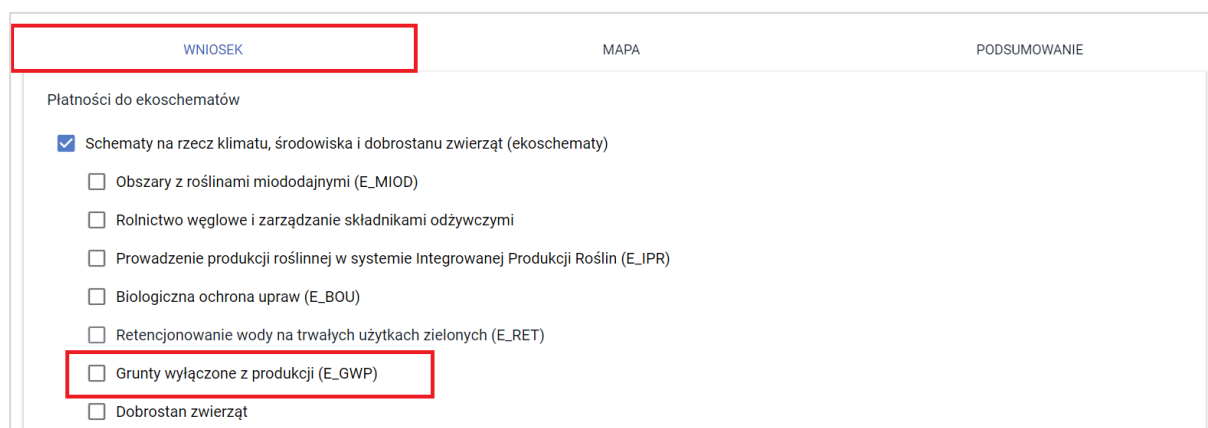 WNIOSEK MAPA PODSUMOWANIE
Płatności do ekoschematów
Schematy na rzecz klimatu, środowiska i dobrostanu zwierząt (ekoschematy)
Obszary z roślinami miododajnymi (E_MIOD)
Rolnictwo węglowe i zarządzanie składnikami odżywczymi
Prowadzenie produkcji roślinnej w systemie Integrowanej Produkcji Roślin (E_IPR)
Biologiczna ochrona upraw (E_BOU)
Retencjonowanie wody na trwałych użytkach zielonych (E_RET)
Grunty wyłączone z produkcji (E_GWP)
Dobrostan zwierząt